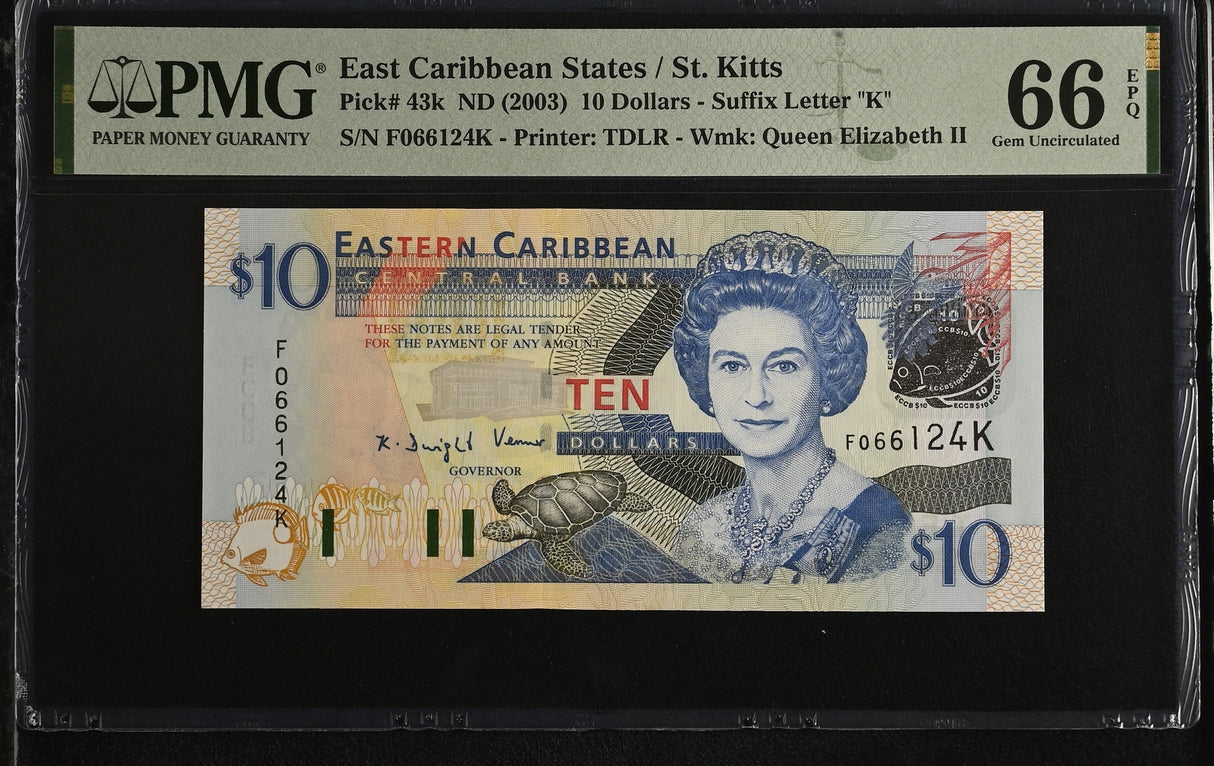 PMG®
PAPER MONEY GUARANTY
East Caribbean States / St. Kitts
Pick# 43k ND (2003) 10 Dollars - Suffix Letter "K"
S/N F066124K - Printer: TDLR - Wmk: Queen Elizabeth II
66
EPQ
Gem Uncirculated
$10
EASTERN CARIBBEAN
CENTRAL BANK
THESE NOTES ARE LEGAL TENDER
FOR THE PAYMENT OF ANY AMOUNT
F066124K
TEN
DOLLARS
K. Dwight Venner
GOVERNOR
F066124K
$10